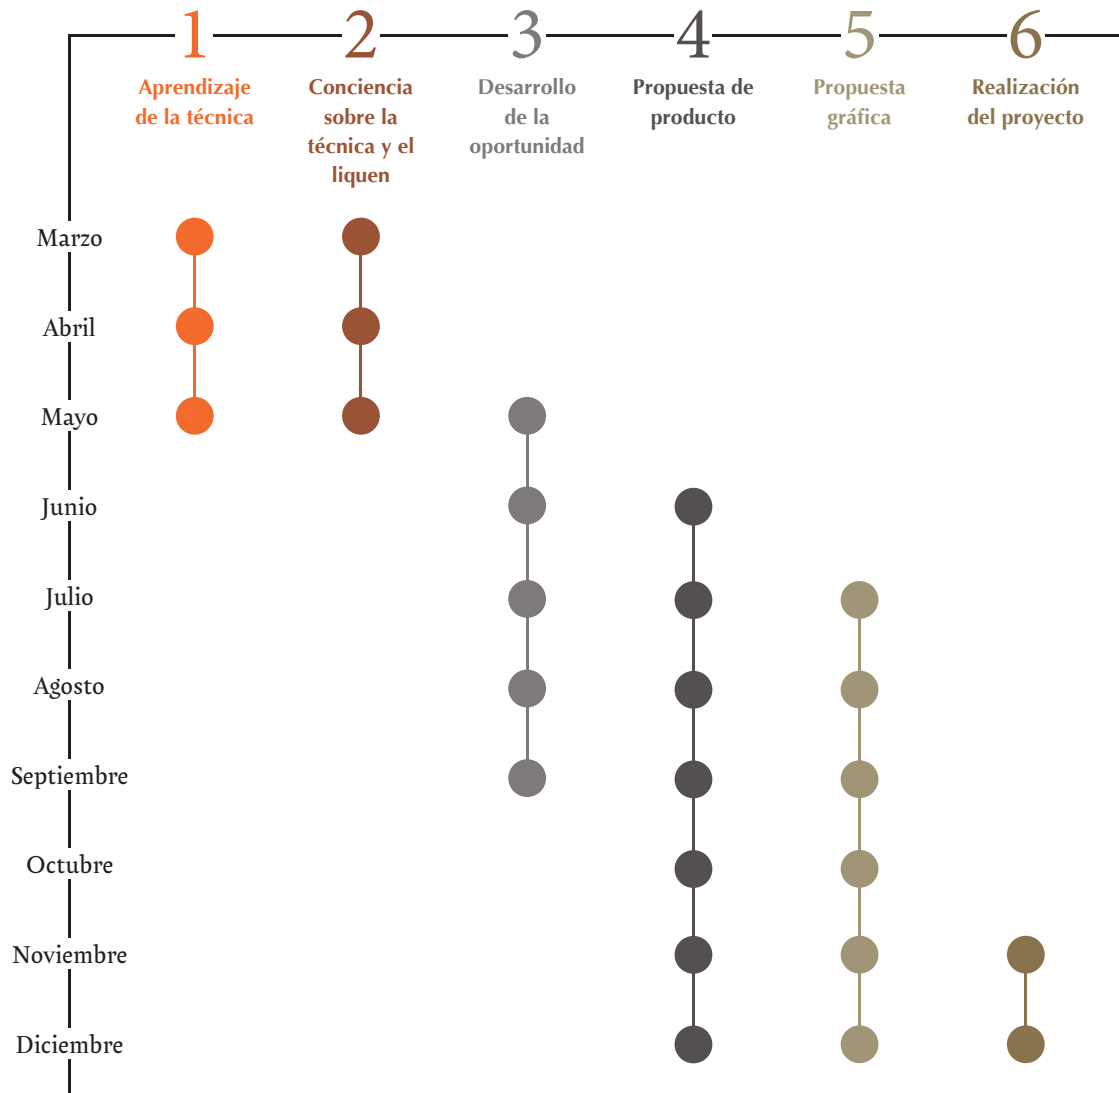 1
Aprendizaje
de la técnica
2
Conciencia
sobre la
técnica y el
liquen
3
Desarrollo
de la
oportunidad
4
Propuesta de
producto
5
Propuesta
gráfica
6
Realización
del proyecto
Marzo
Abril
Mayo
Junio
Julio
Agosto
Septiembre
Octubre
Noviembre
Diciembre